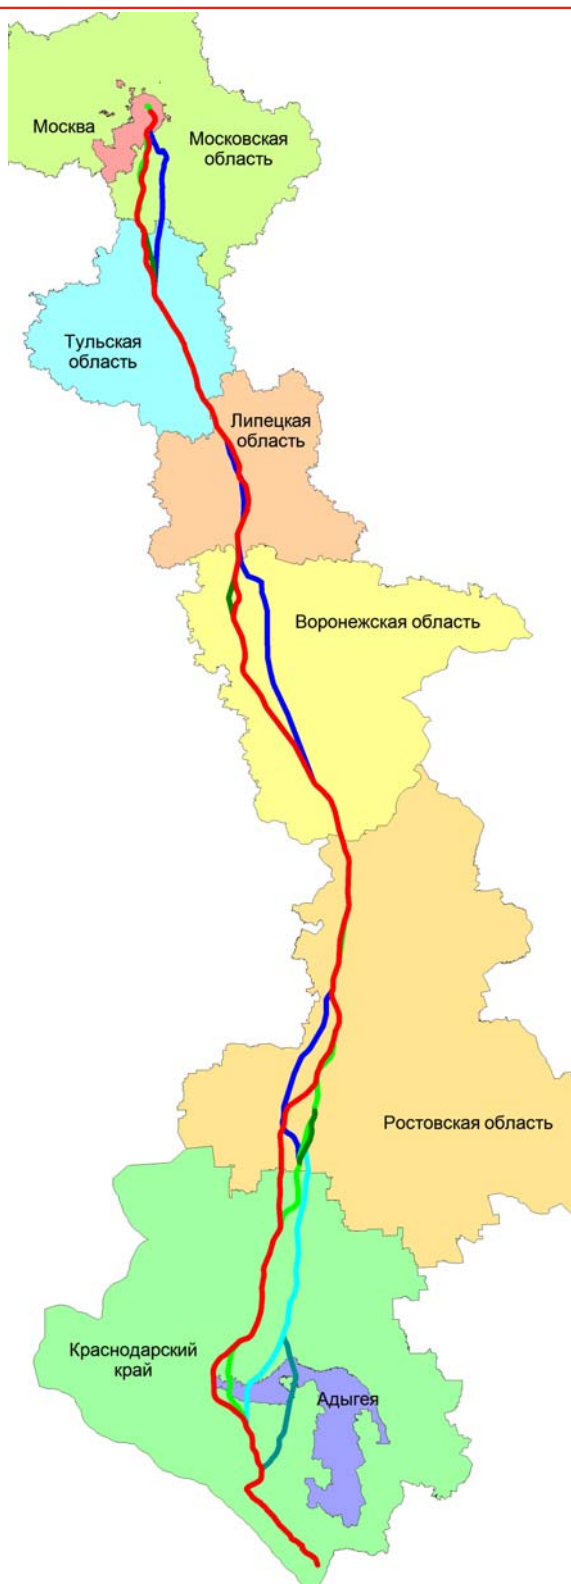 Москва
Московская
область
Тульская
область
Липецкая
область
Воронежская область
Ростовская область
Краснодарский
край
Адыгея